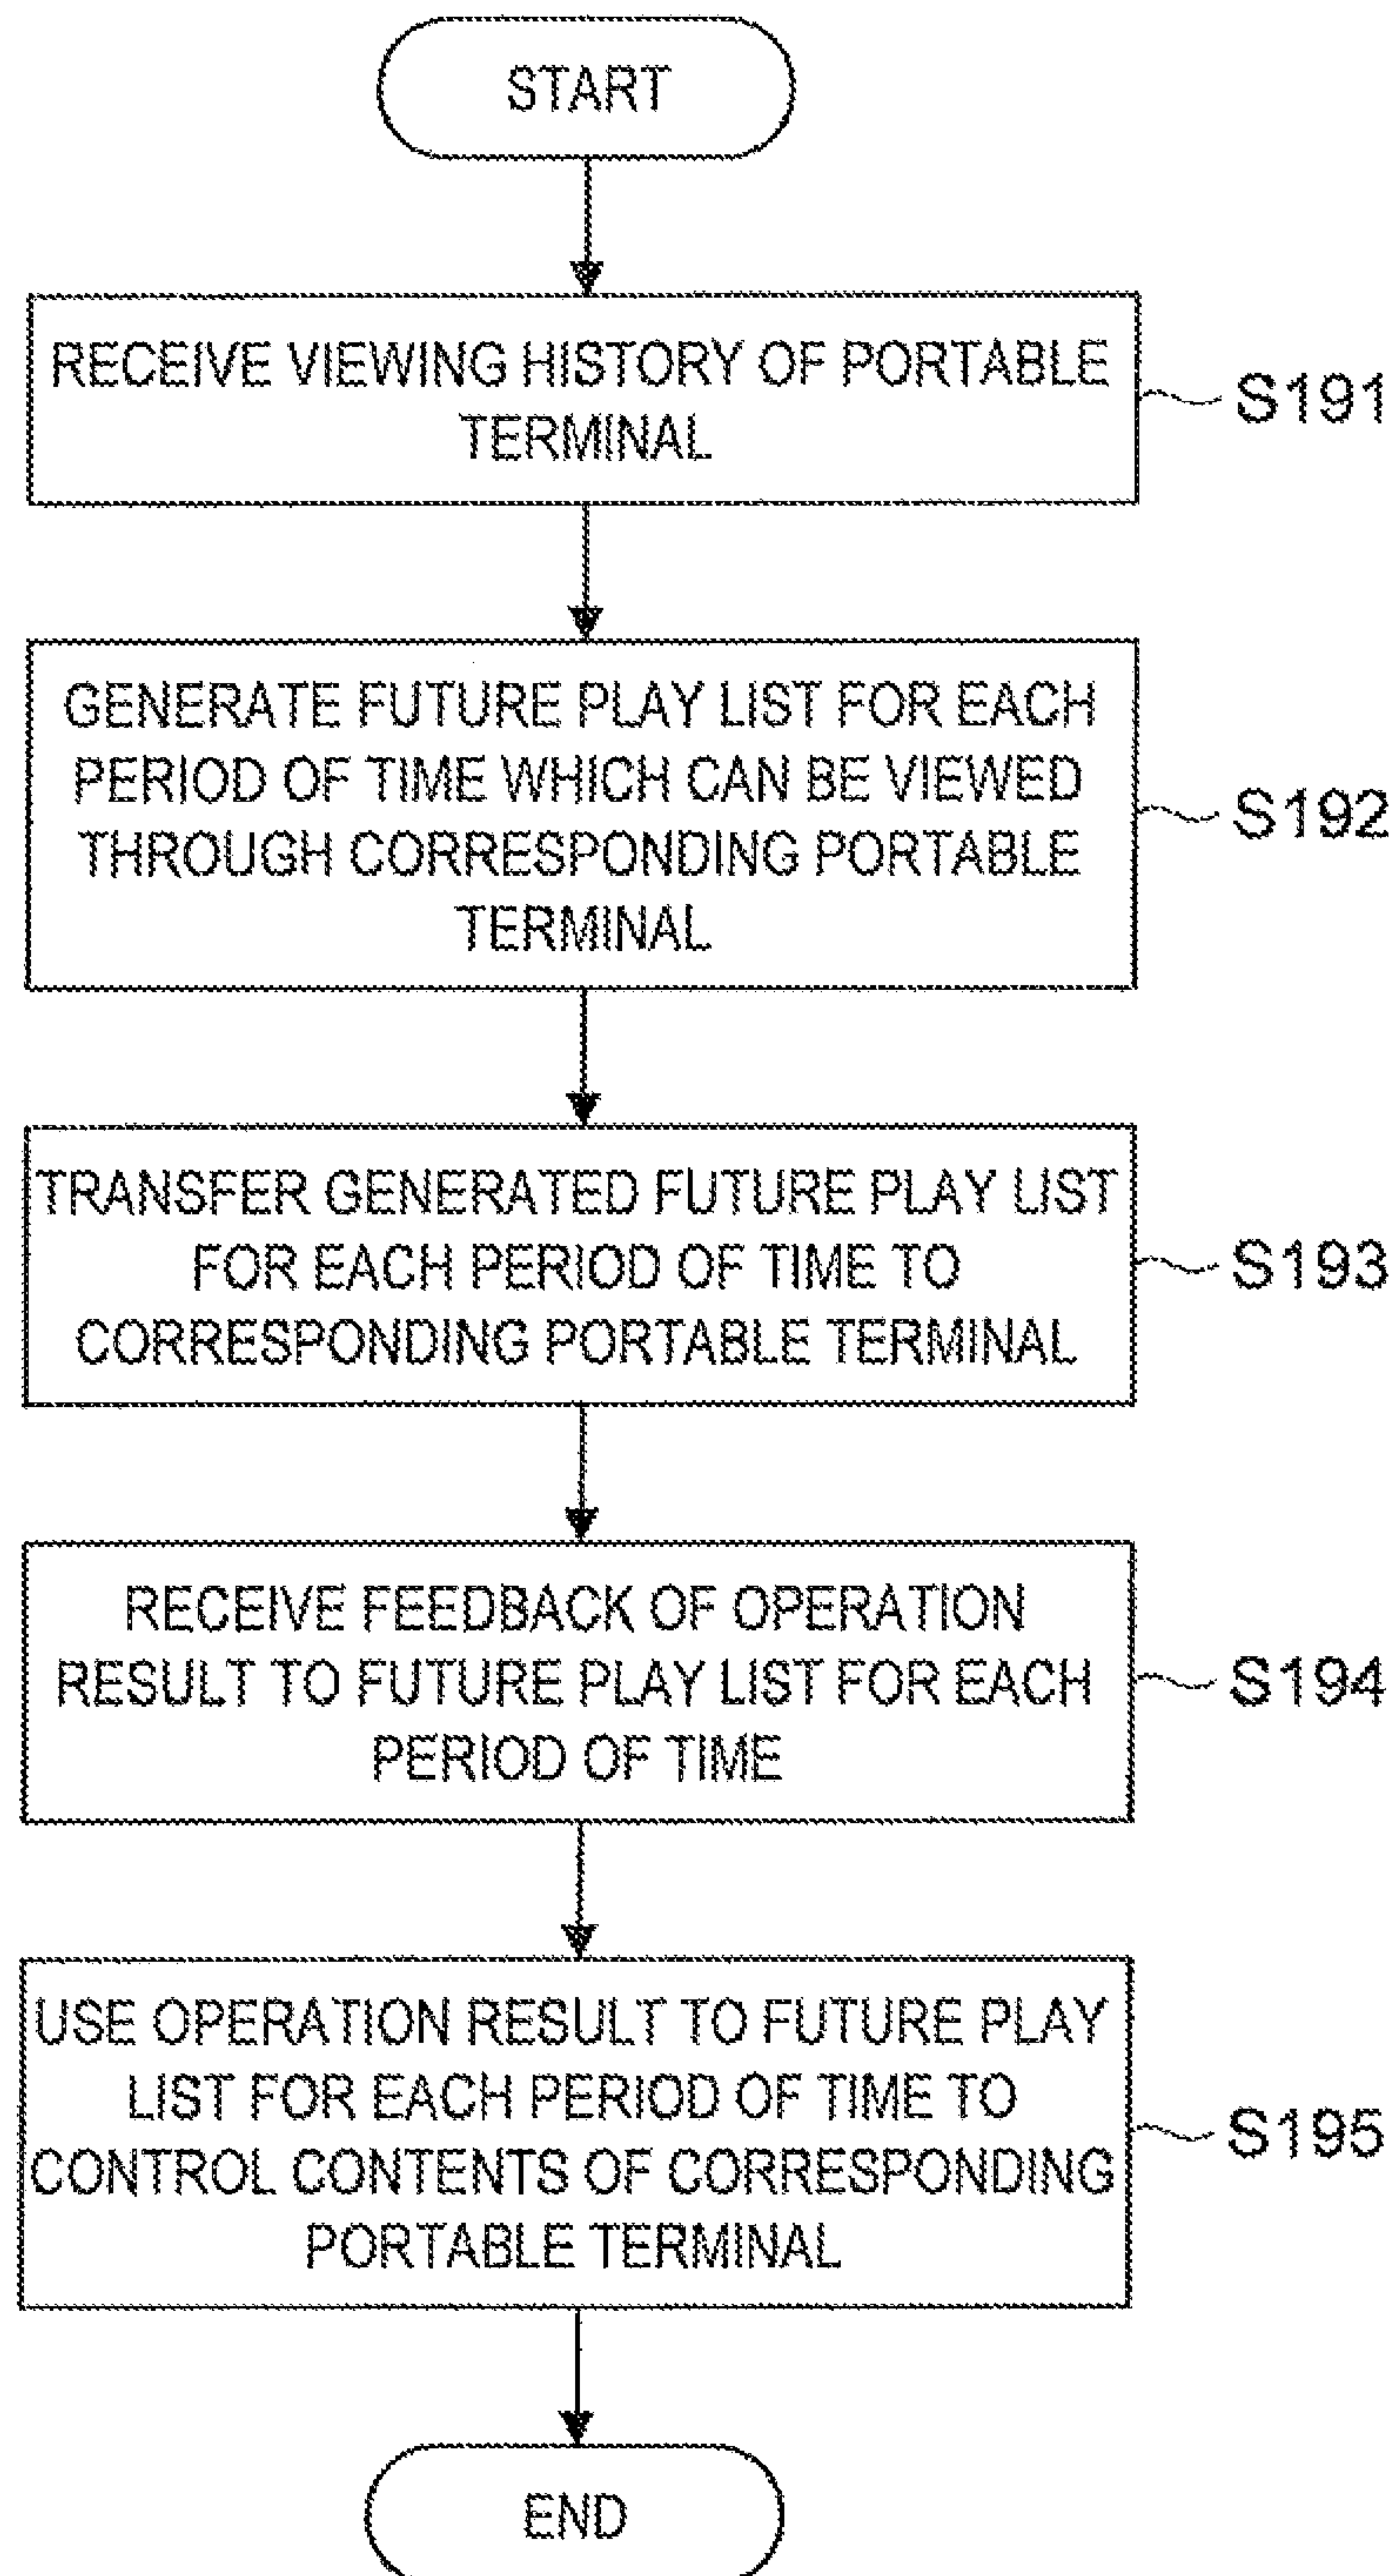 START
RECEIVE VIEWING HISTORY OF PORTABLE
TERMINAL
S191
GENERATE FUTURE PLAY LIST FOR EACH
PERIOD OF TIME WHICH CAN BE VIEWED
THROUGH CORRESPONDING PORTABLE
TERMINAL
S192
TRANSFER GENERATED FUTURE PLAY LIST
FOR EACH PERIOD OF TIME TO
CORRESPONDING PORTABLE TERMINAL
S193
RECEIVE FEEDBACK OF OPERATION
RESULT TO FUTURE PLAY LIST FOR EACH
PERIOD OF TIME
S194
USE OPERATION RESULT TO FUTURE PLAY
LIST FOR EACH PERIOD OF TIME TO
CONTROL CONTENTS OF CORRESPONDING
PORTABLE TERMINAL
S195
END